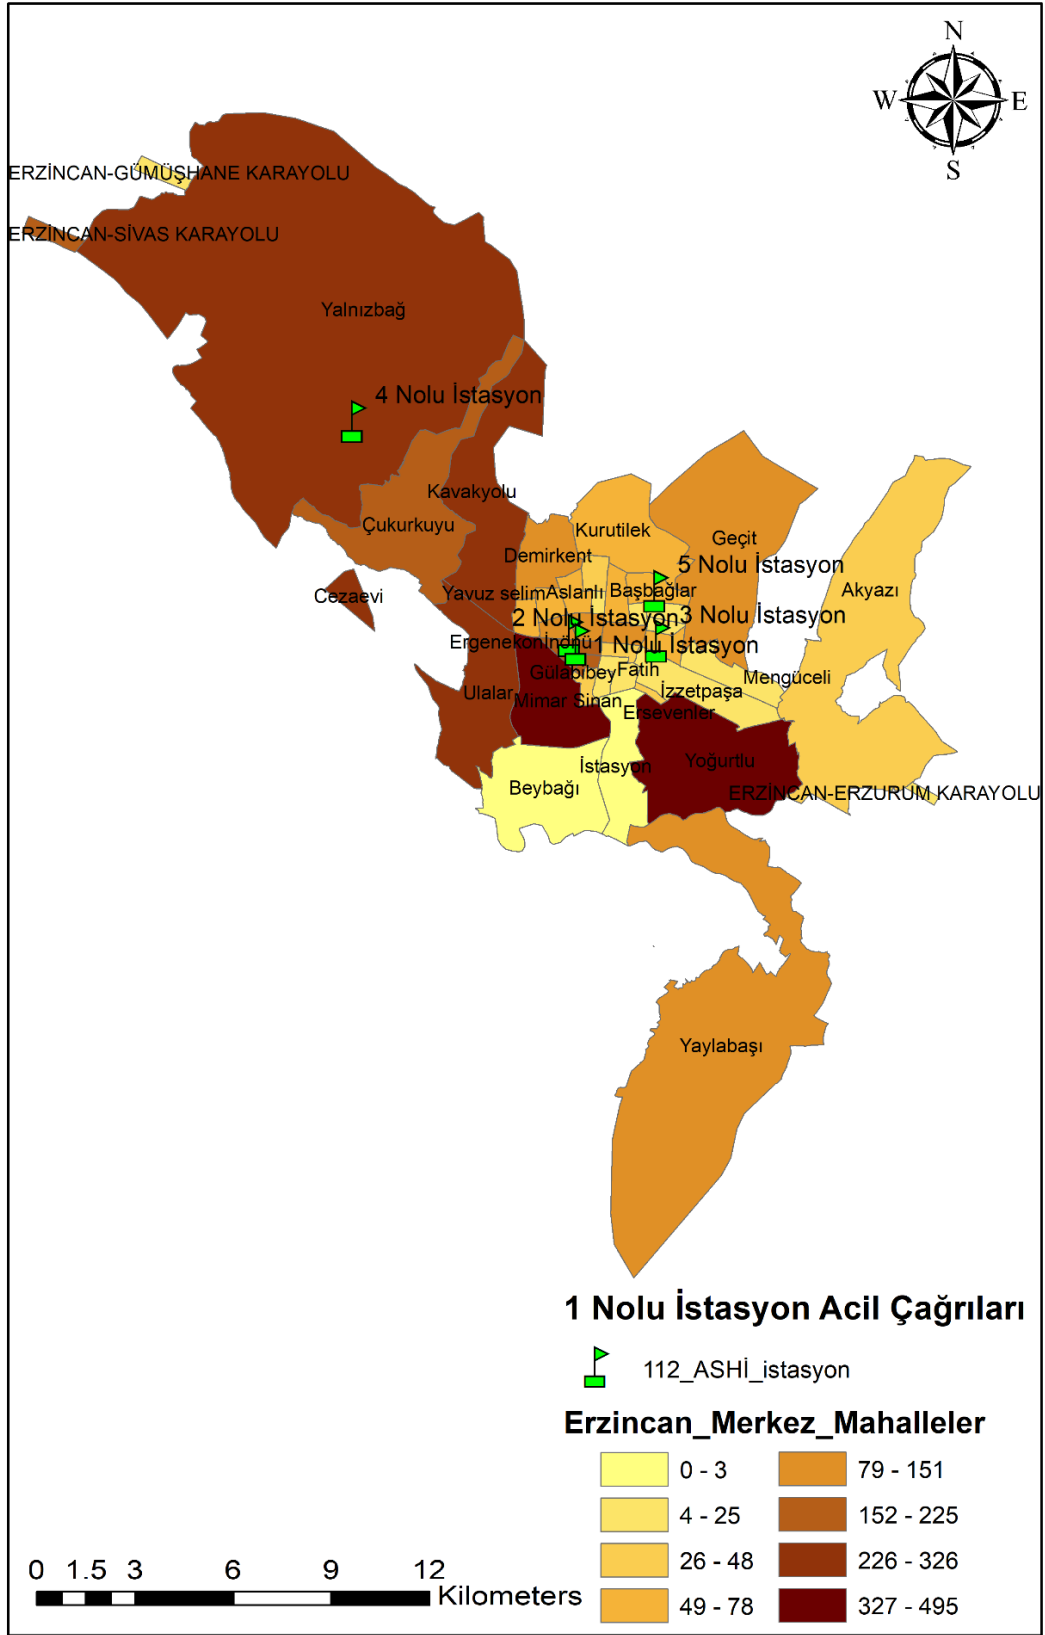 N
W E
S
ERZİNCAN-GÜMÜŞHANE KARAYOLU
ERZİNCAN-SİVAS KARAYOLU
Yalnızbağ
4 Nolu İstasyon
Kavakyolu
Çukurkuyu
Kurutilek
Geçit
Demirkent
5 Nolu İstasyon
Cezaevi
Yavuz selim
Aslanlı
Başbağlar
Akyazı
2 Nolu İstasyon
3 Nolu İstasyon
Ergenekon
İnönü
1 Nolu İstasyon
Gülabibey
Fatih
Mengüceli
Ulalar
Mimar Sinan
İzzetpaşa
Ersevenler
İstasyon
Yoğurtlu
Beybağı
ERZİNCAN-ERZURUM KARAYOLU
Yaylabaşı
1 Nolu İstasyon Acil Çağrıları
112_ASHİ_istasyon
Erzincan_Merkez_Mahalleler
0 - 3 79 - 151
4 - 25 152 - 225
26 - 48 226 - 326
49 - 78 327 - 495
0 1.5 3 6 9 12
Kilometers